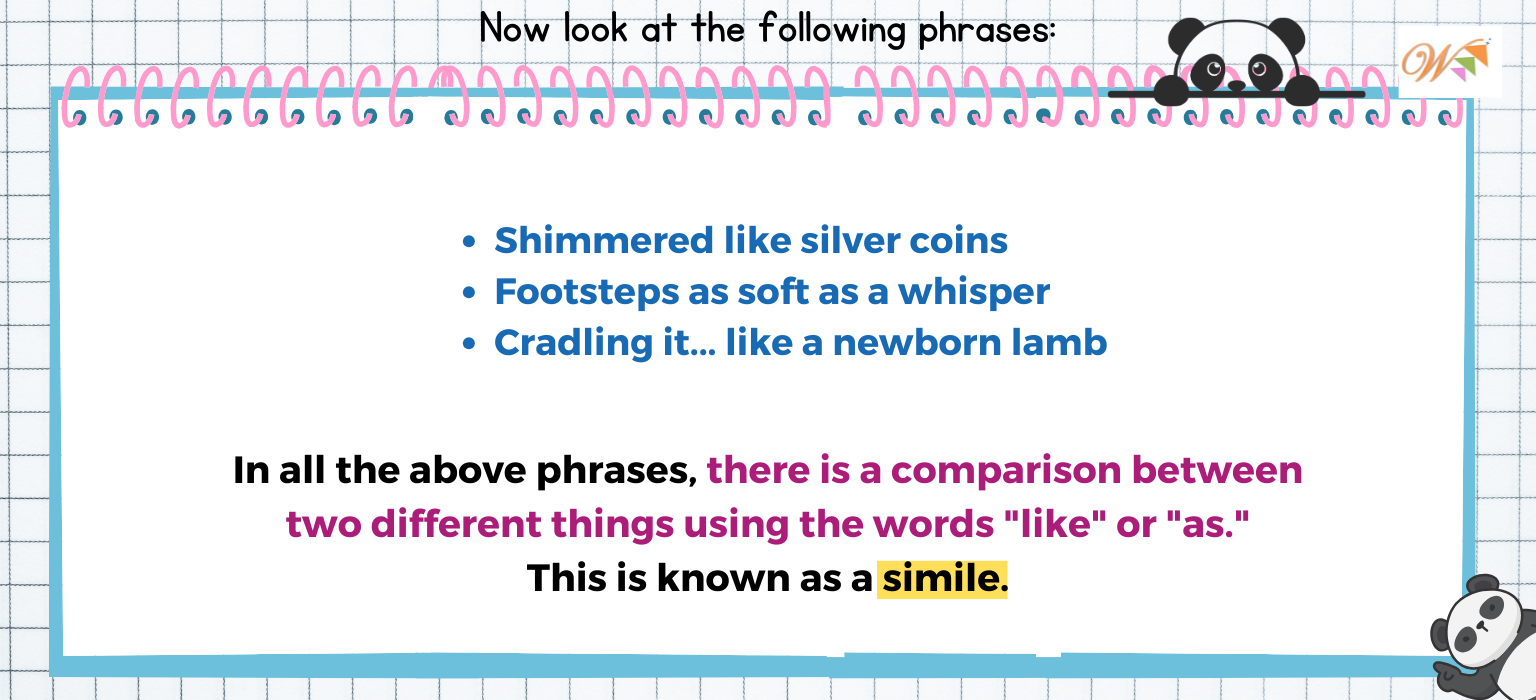 Now look at the following phrases:
W
• Shimmered like silver coins
• Footsteps as soft as a whisper
• Cradling it... like a newborn lamb
In all the above phrases, there is a comparison between
two different things using the words "like" or "as."
This is known as a simile.